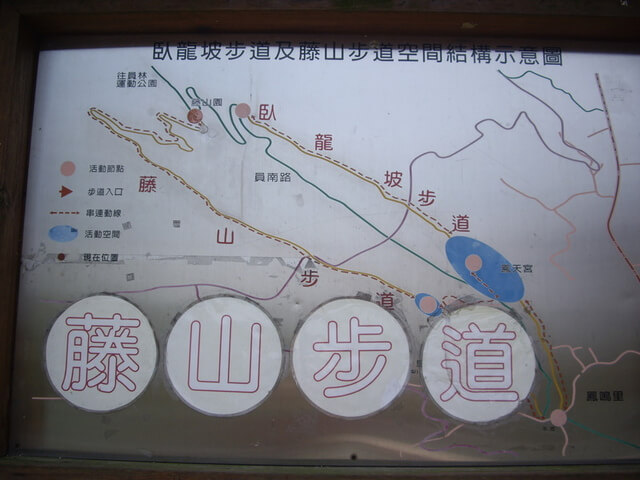 臥龍坡步道及藤山步道空間結構示意圖
往員林
運動公園
藤山園
臥龍坡步道
員南路
活動節點
步道入口
串連動線
活動空間
現在位置
藤山步道
玄天宮
鳳鳴里
藤山步道